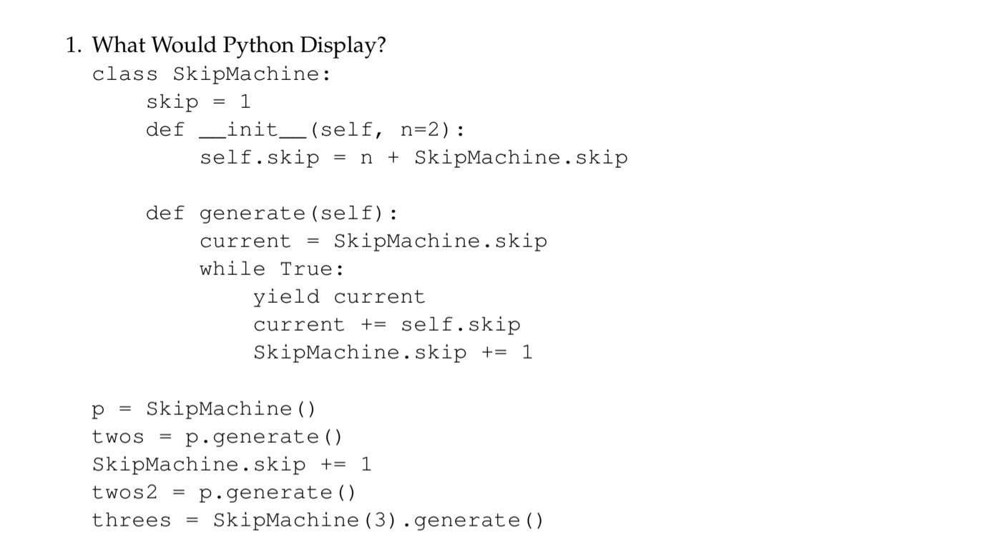 1. What Would Python Display?
class SkipMachine:
    skip = 1
    def __init__(self, n=2):
        self.skip = n + SkipMachine.skip

    def generate(self):
        current = SkipMachine.skip
        while True:
            yield current
            current += self.skip
            SkipMachine.skip += 1

p = SkipMachine()
twos = p.generate()
SkipMachine.skip += 1
twos2 = p.generate()
threes = SkipMachine(3).generate()